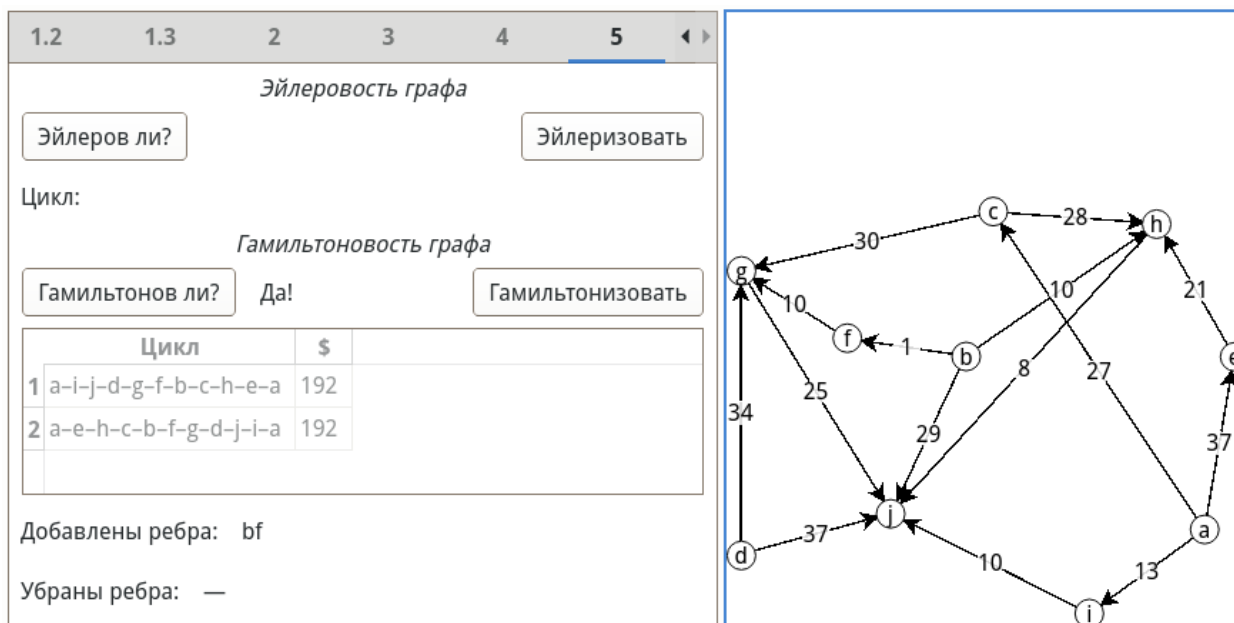 1.2 1.3 2 3 4 5
Эйлеровость графа
Эйлеров ли? Эйлеризовать
Цикл:
Гамильтоновость графа
Гамильтонов ли? Да! Гамильтонизовать
Цикл $
1 a–i–j–d–g–f–b–c–h–e–a 192
2 a–e–h–c–b–f–g–d–j–i–a 192
Добавлены ребра: bf
Убраны ребра: —
c 28 h
30
g 10 10 21
f 1 b e
8 27
25
34 29 37
j a
d 37
10 13
i